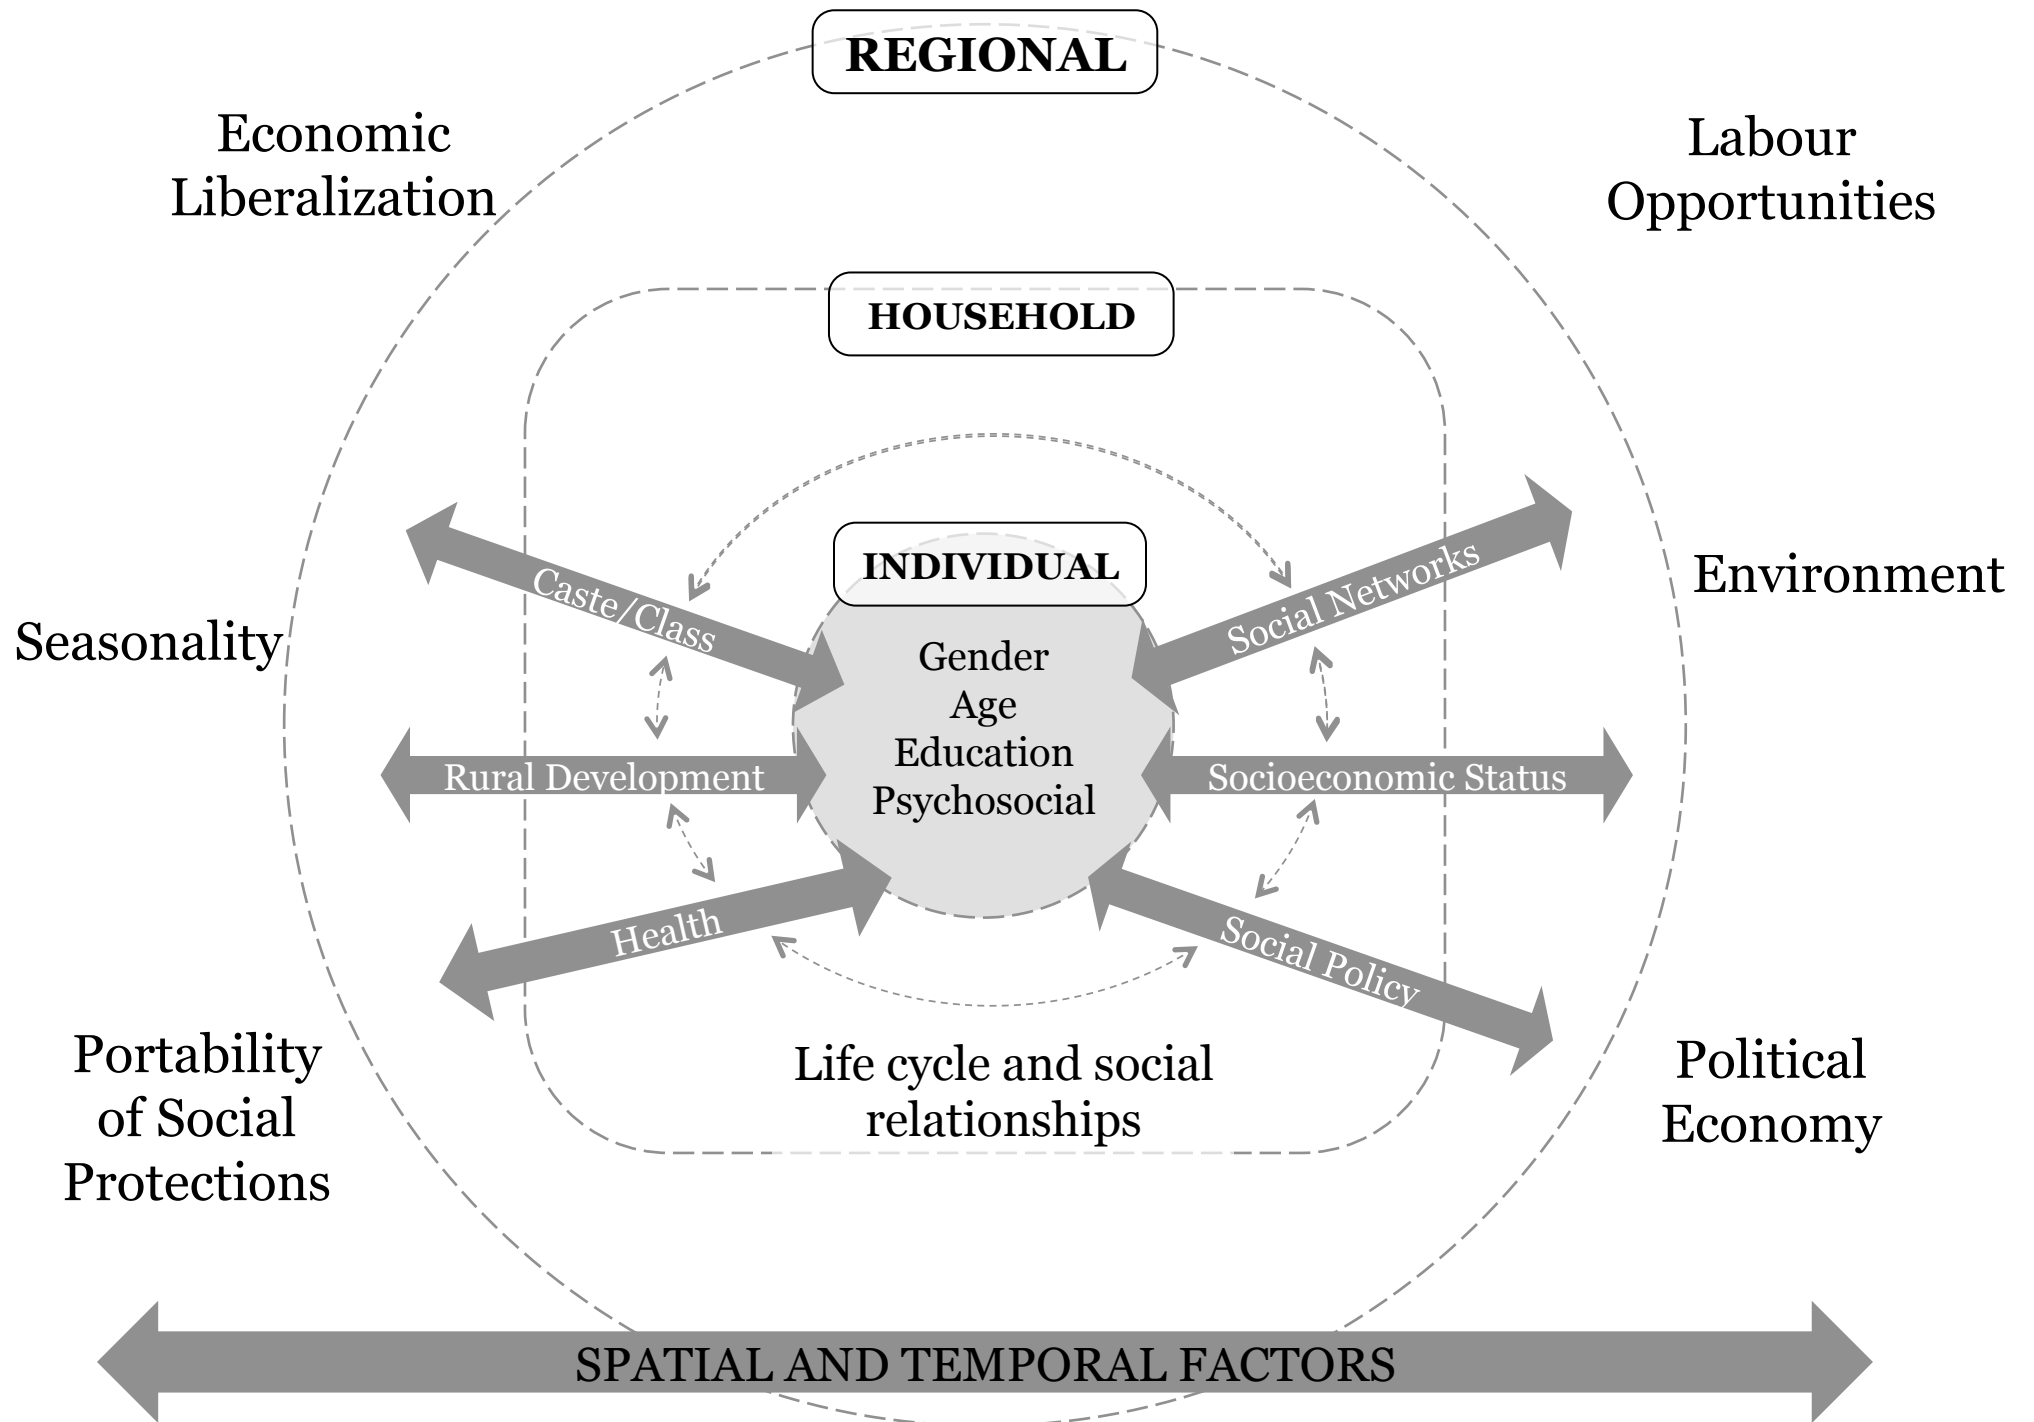 REGIONAL
Economic
Liberalization
Labour
Opportunities
HOUSEHOLD
INDIVIDUAL
Caste/Class
Social Networks
Environment
Seasonality
Gender
Age
Education
Psychosocial
Rural Development
Socioeconomic Status
Health
Social Policy
Life cycle and social
relationships
Portability
of Social
Protections
Political
Economy
SPATIAL AND TEMPORAL FACTORS